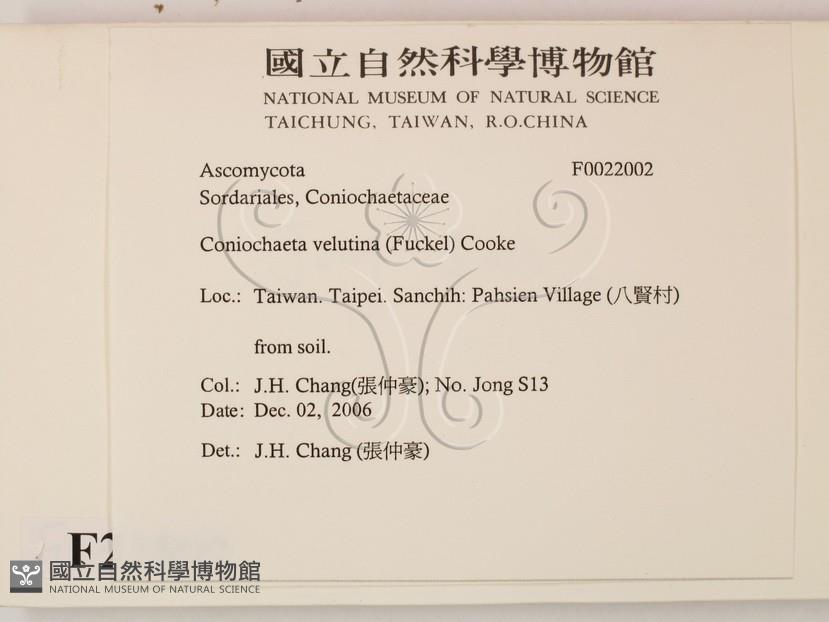 國立自然科學博物館
NATIONAL MUSEUM OF NATURAL SCIENCE
TAICHUNG, TAIWAN, R.O.CHINA
Ascomycota F0022002
Sordariales, Coniochaetaceae
Coniochaeta velutina (Fuckel) Cooke
Loc.: Taiwan. Taipei. Sanchih: Pahsien Village (八賢村)
from soil.
Col.: J.H. Chang(張仲豪); No. Jong S13
Date: Dec. 02, 2006
Det.: J.H. Chang (張仲豪)
F2
國立自然科學博物館
NATIONAL MUSEUM OF NATURAL SCIENCE